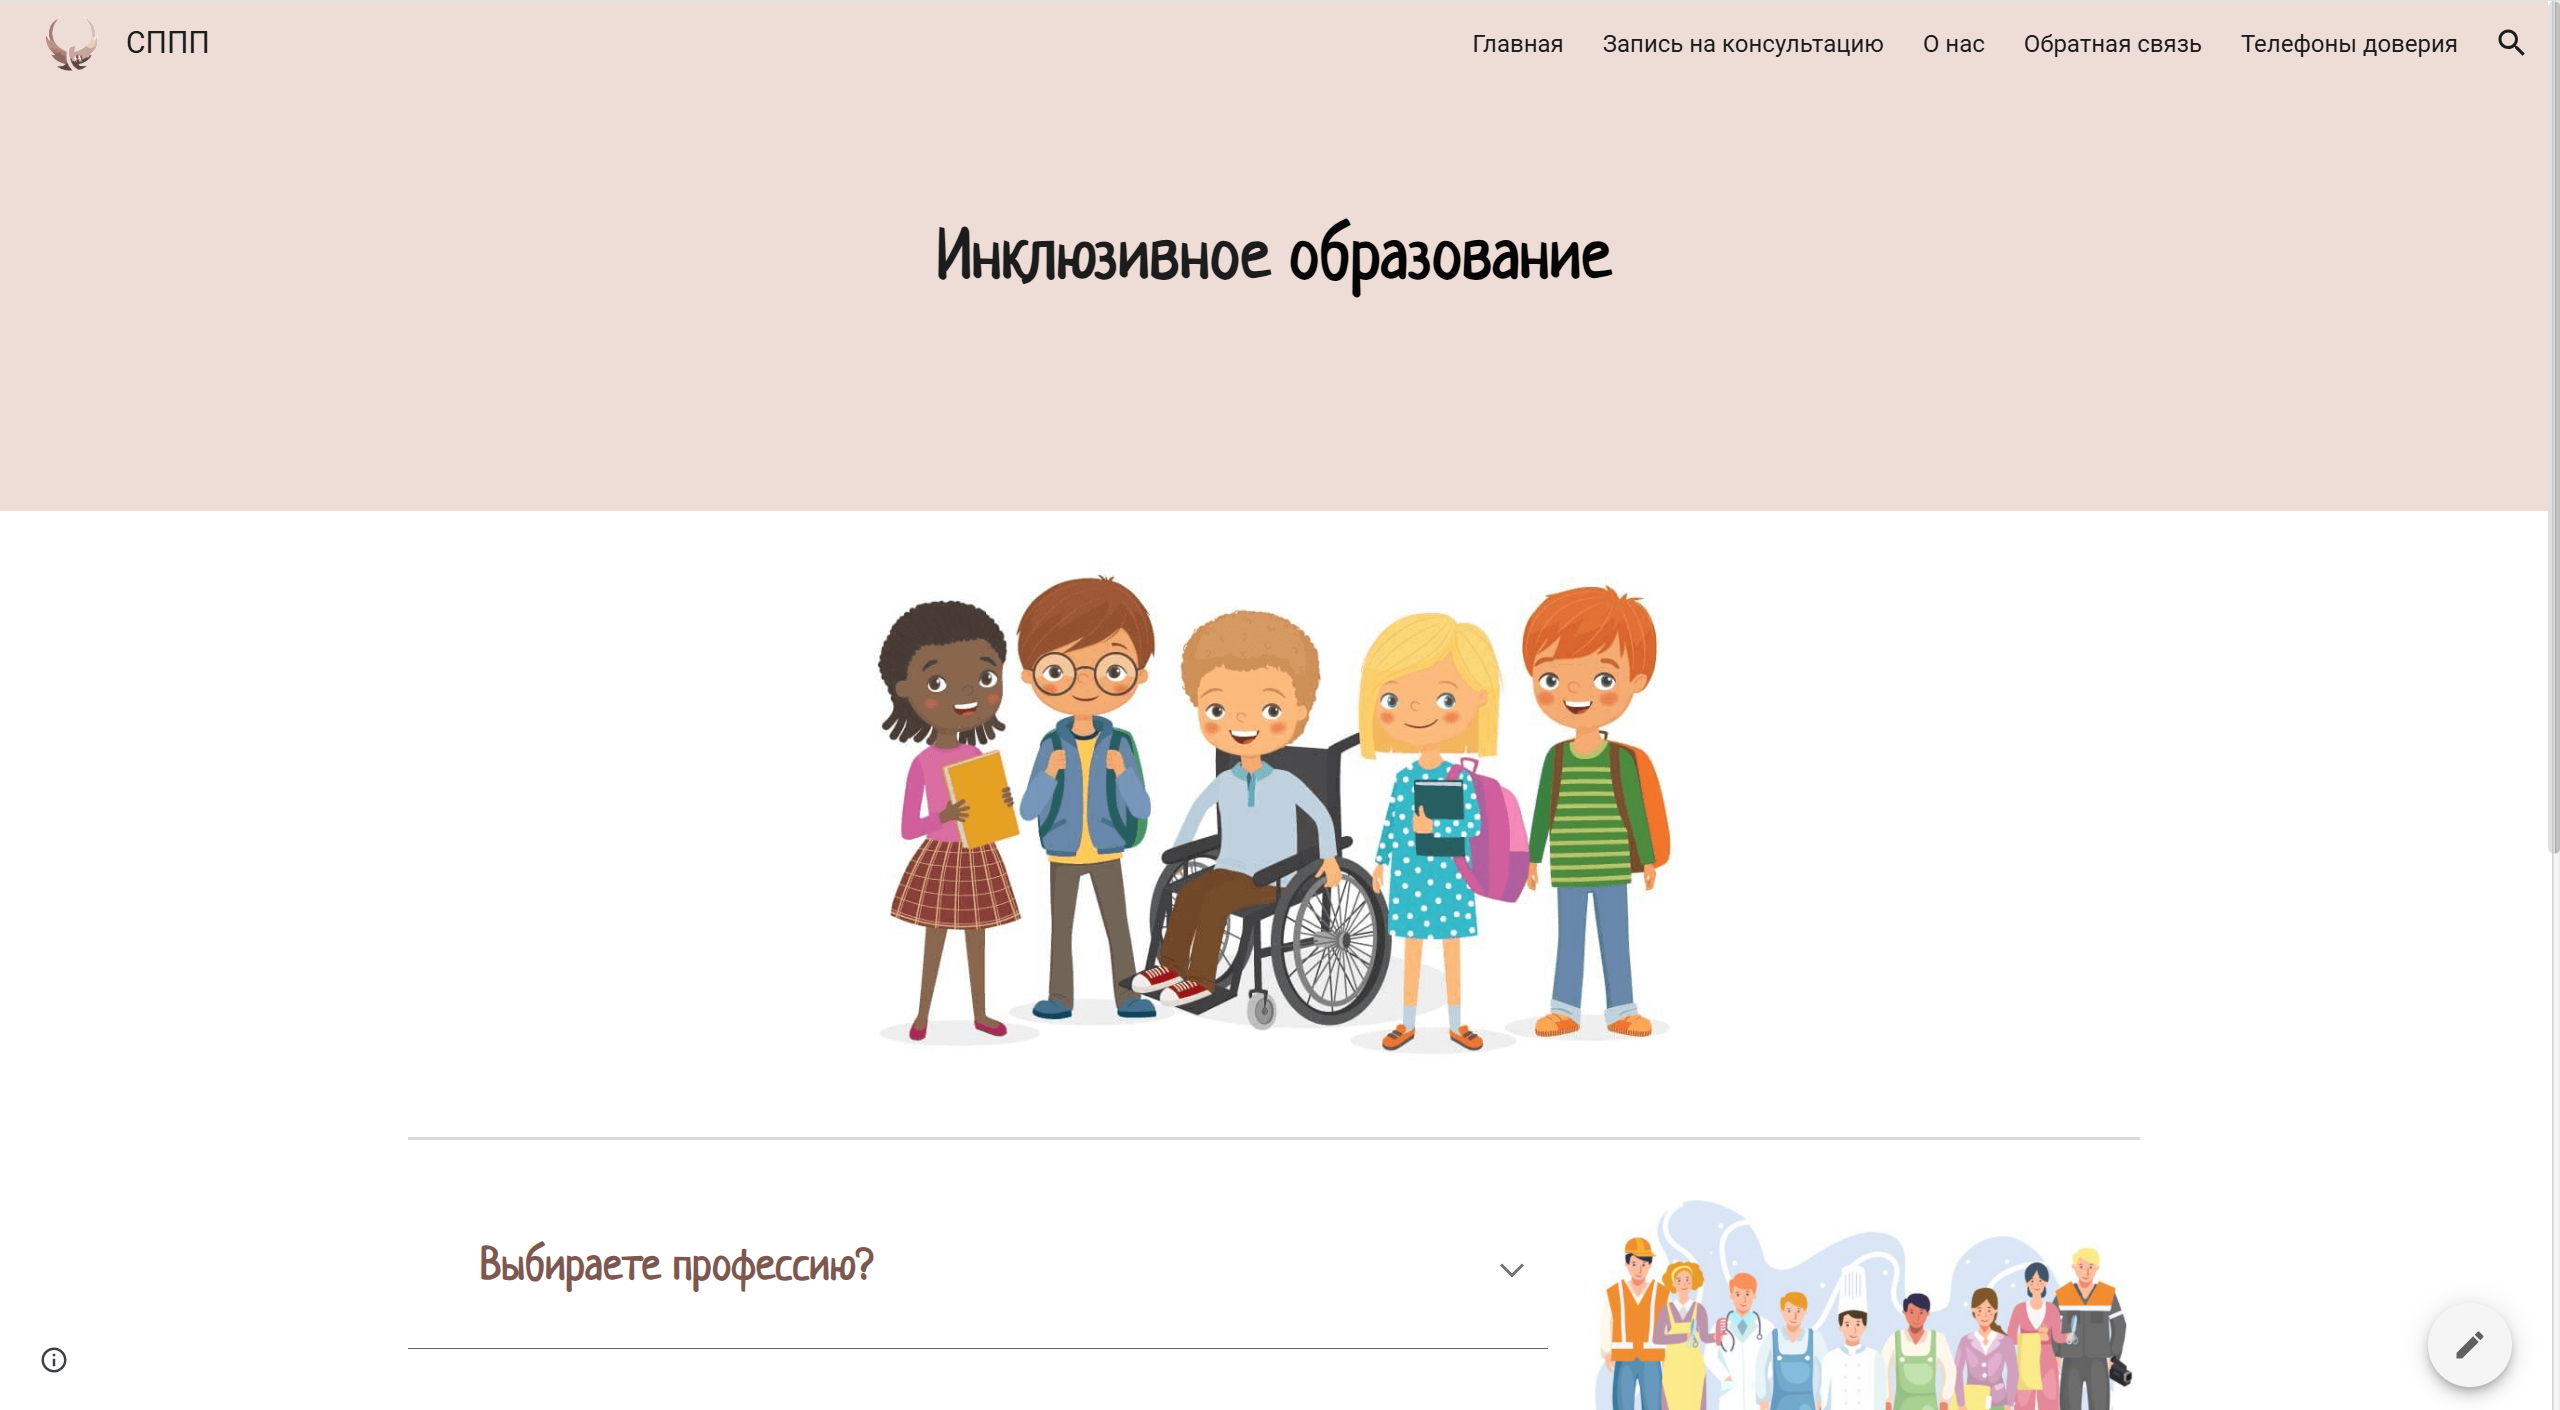 СППП
Главная
Запись на консультацию
О нас
Обратная связь
Телефоны доверия
Инклюзивное образование
Выбираете профессию?